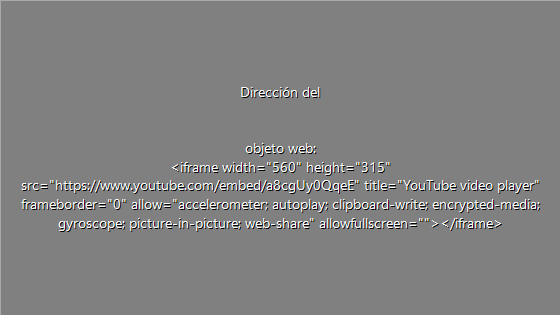 Dirección del
objeto web:
<iframe width="560" height="315"
src="https://www.youtube.com/embed/a8cgUy0QqeE" title="YouTube video player"
frameborder="0" allow="accelerometer; autoplay; clipboard-write; encrypted-media;
gyroscope; picture-in-picture; web-share" allowfullscreen=""></iframe>